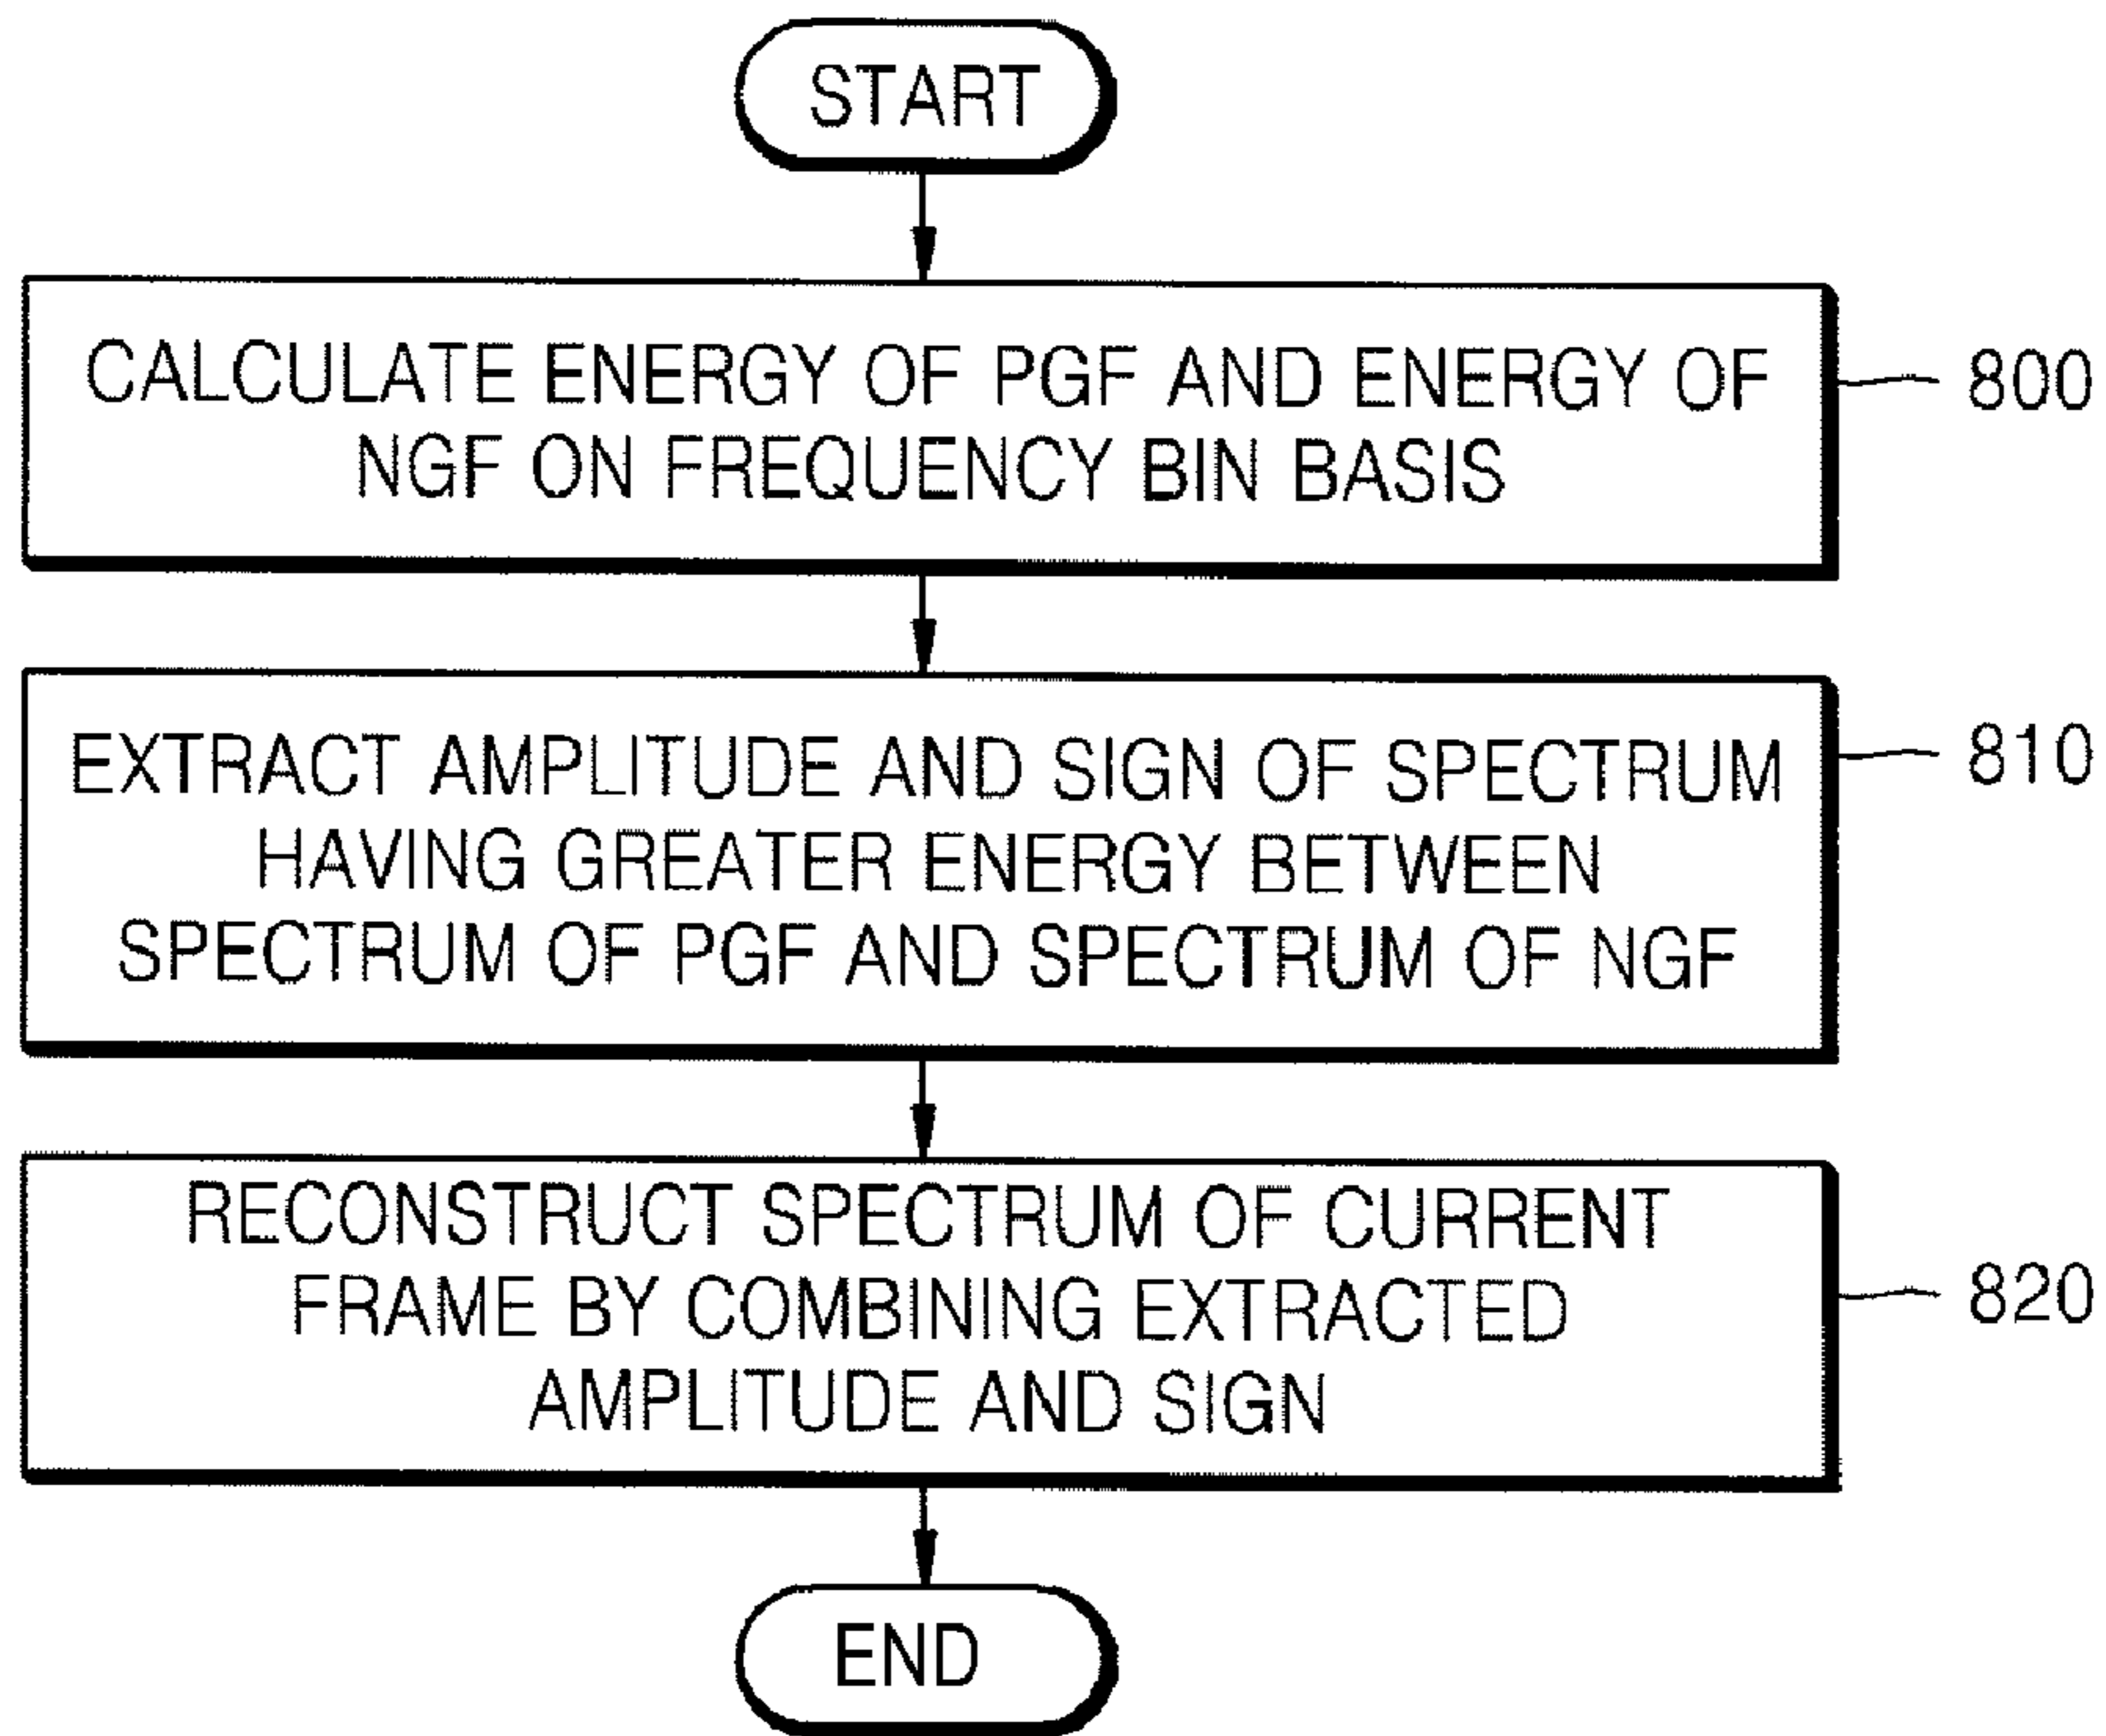 START
CALCULATE ENERGY OF PGF AND ENERGY OF
NGF ON FREQUENCY BIN BASIS
800
EXTRACT AMPLITUDE AND SIGN OF SPECTRUM
HAVING GREATER ENERGY BETWEEN
SPECTRUM OF PGF AND SPECTRUM OF NGF
810
RECONSTRUCT SPECTRUM OF CURRENT
FRAME BY COMBINING EXTRACTED
AMPLITUDE AND SIGN
820
END